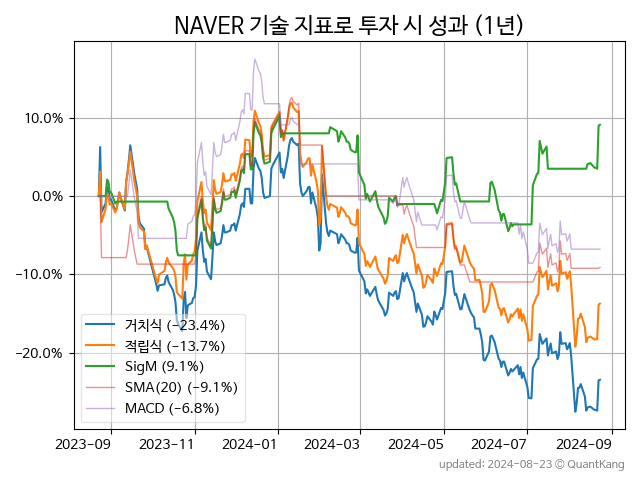 NAVER 기술 지표로 투자 시 성과 (1년)
10.0%
0.0%
−10.0%
−20.0%
거치식 (−23.4%)
적립식 (−13.7%)
SigM (9.1%)
SMA(20) (−9.1%)
MACD (−6.8%)
2023-09 2023-11 2024-01 2024-03 2024-05 2024-07 2024-09
updated: 2024-08-23 © QuantKang